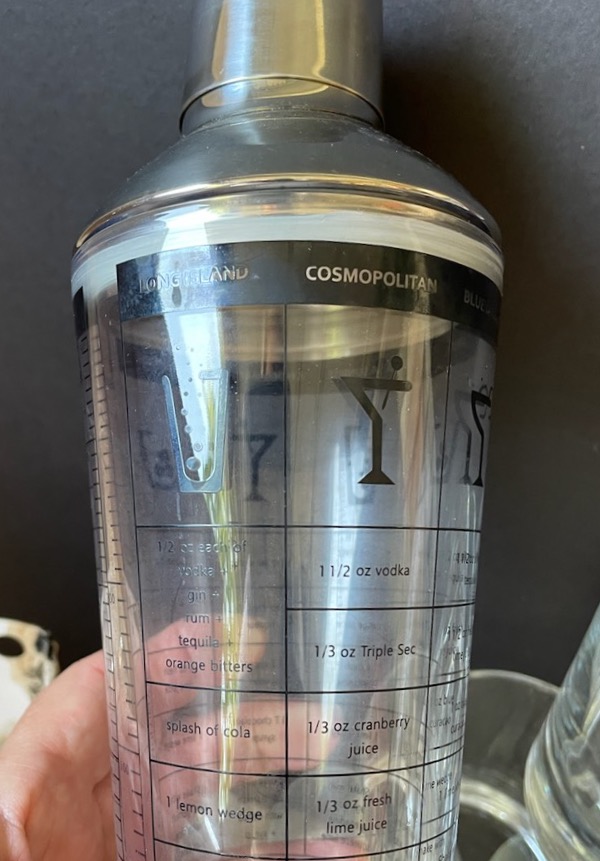 LONG ISLAND
COSMOPOLITAN
1/2 oz each of
vodka +
gin +
rum +
tequila +
orange bitters
splash of cola
1 lemon wedge
1 1/2 oz vodka
1/3 oz Triple Sec
1/3 oz cranberry
juice
1/3 oz fresh
lime juice
BLUE